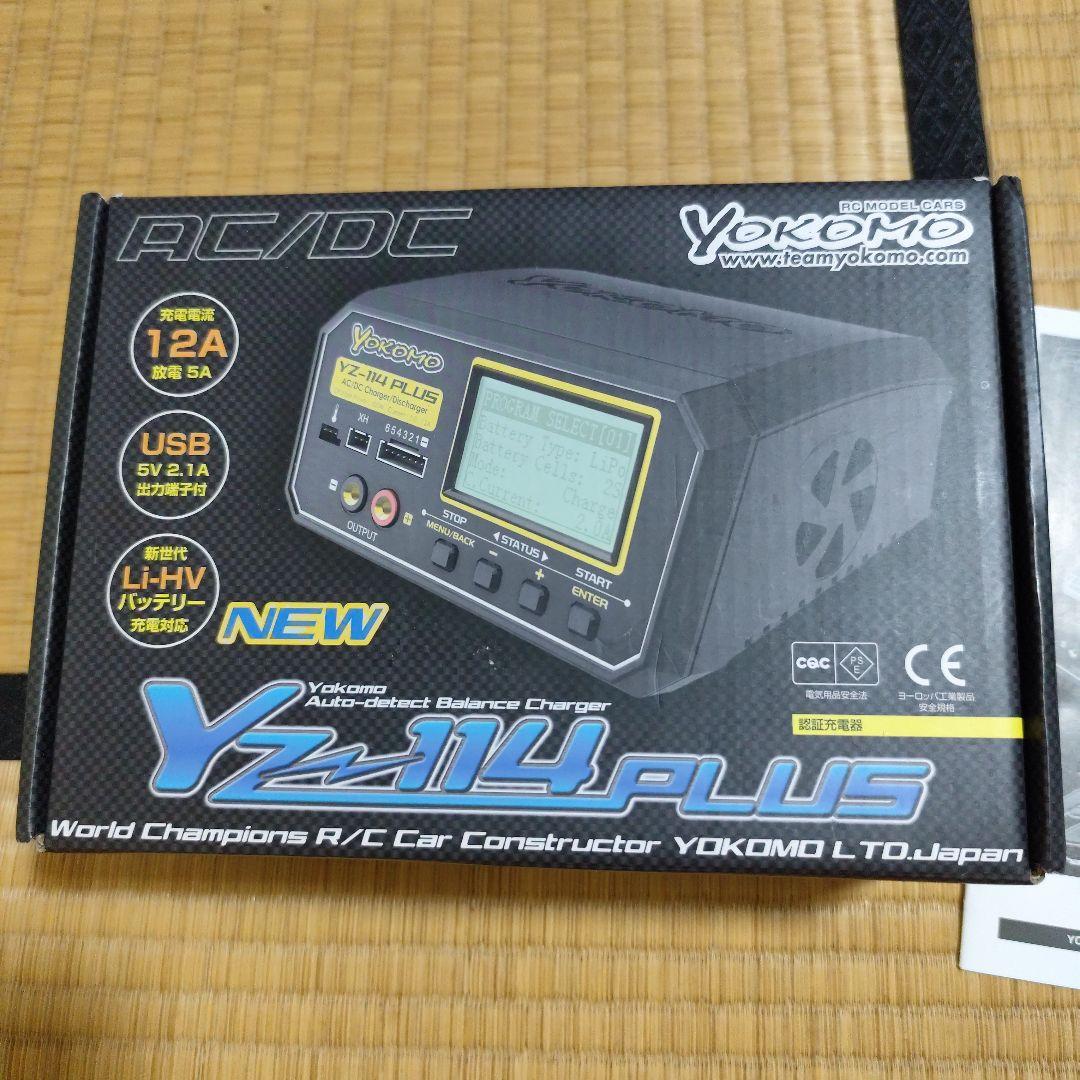 AC/DC
RC MODEL CARS
YOKOMO
www.teamyokomo.com
充電電流
12A
放電 5A
USB
5V 2.1A
出力端子付
新世代
Li-HV
バッテリー
充電対応
NEW
YOKOMO
YZ-114 PLUS
AC/DC Charger/Discharger
XH
654321
OUTPUT
PROGRAM SELECT[01]
Battery Type: LiPo
Battery Cells: 2S
Mode: Charge
C.Current: 2.0A
STOP
MENU/BACK
STATUS
START
ENTER
CQC
PS
E
電気用品安全法
CE
ヨーロッパ工業製品
安全規格
認証充電器
Yokomo
Auto-detect Balance Charger
YZ-114 PLUS
World Champions R/C Car Constructor YOKOMO LTD.Japan